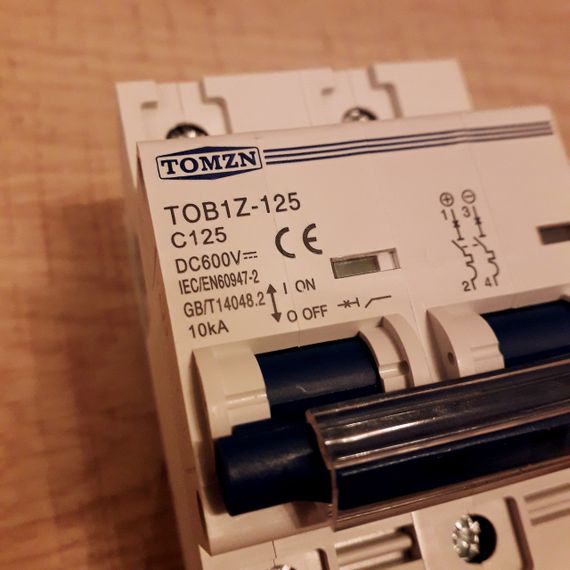 TOMZN
TOB1Z-125
C125
DC600V⎓
IEC/EN60947-2
GB/T14048.2
10kA
CE
I ON
O OFF
1 3
2 4